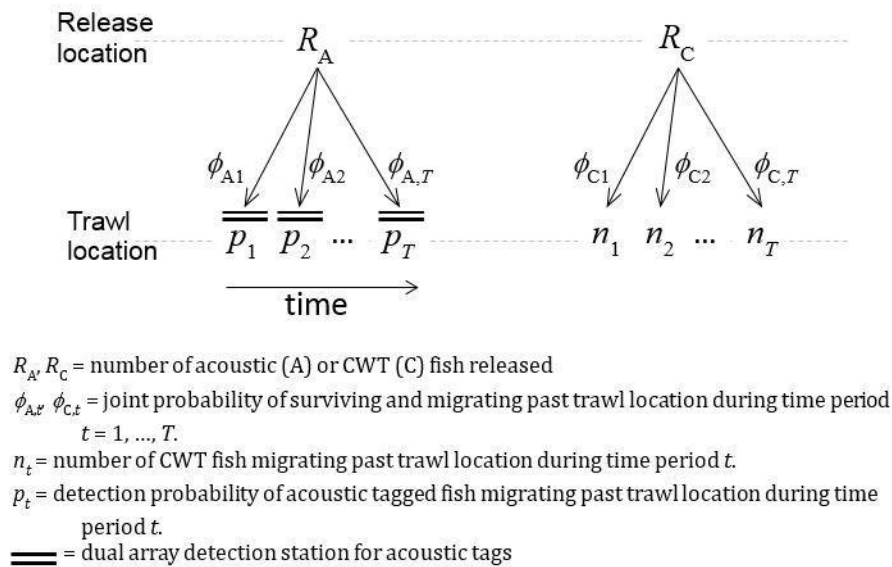 Release location R_A R_C
ϕ_A1 ϕ_A2 ϕ_A,T ϕ_C1 ϕ_C2 ϕ_C,T
Trawl location p_1 p_2 ... p_T n_1 n_2 ... n_T
time
R_A, R_C = number of acoustic (A) or CWT (C) fish released
ϕ_A,t, ϕ_C,t = joint probability of surviving and migrating past trawl location during time period
t = 1, ..., T.
n_t = number of CWT fish migrating past trawl location during time period t.
p_t = detection probability of acoustic tagged fish migrating past trawl location during time
period t.
= dual array detection station for acoustic tags